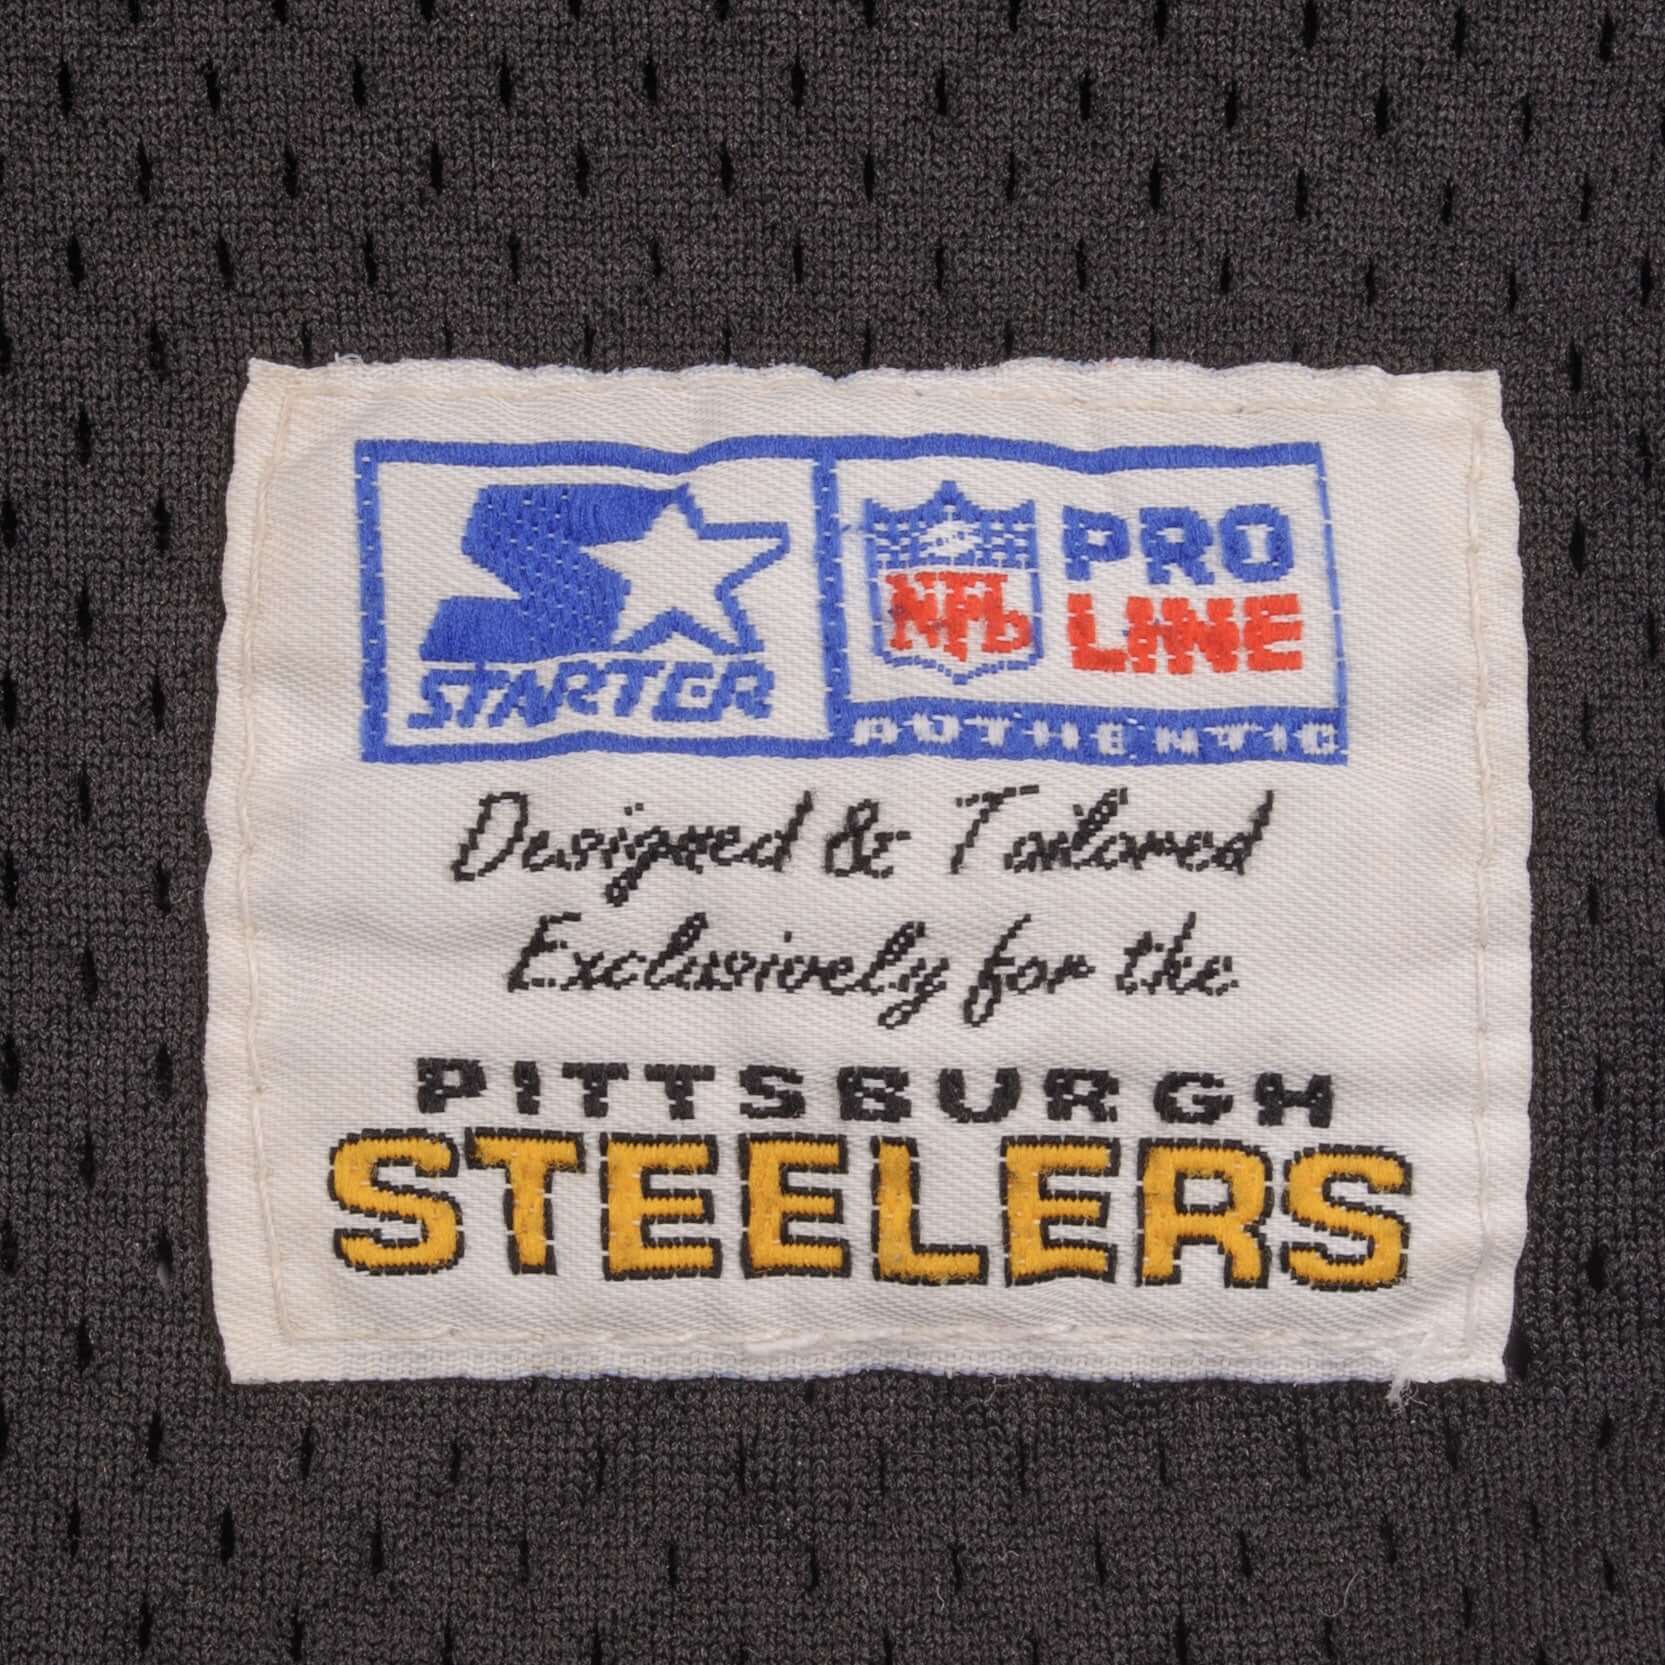 STARTER
NFL
PRO
LINE
AUTHENTIC
Designed & Tailored
Exclusively for the
PITTSBURGH
STEELERS